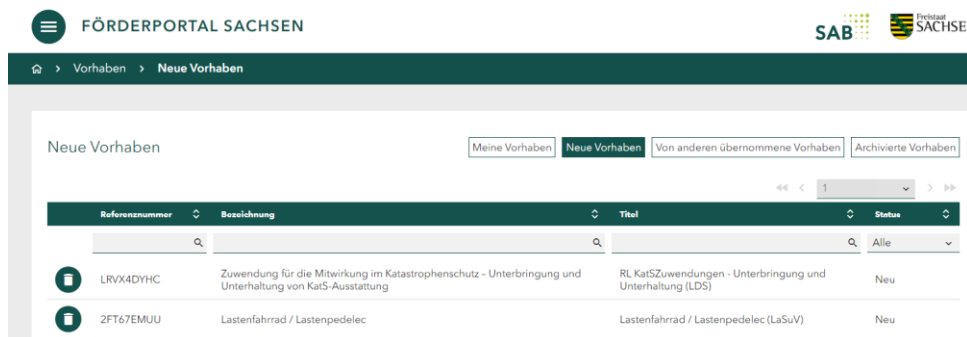 FÖRDERPORTAL SACHSEN
SAB
Freistaat
SACHSE
Vorhaben > Neue Vorhaben
Neue Vorhaben
Meine Vorhaben Neue Vorhaben Von anderen übernommene Vorhaben Archivierte Vorhaben
1
Referenznummer Bezeichnung Titel Status
Alle
LRVX4DYHC Zuwendung für die Mitwirkung im Katastrophenschutz – Unterbringung und RL KatSZuwendungen - Unterbringung und Neu
Unterhaltung von KatS-Ausstattung Unterhaltung (LDS)
2FT67EMUU Lastenfahrrad / Lastenpedelec Lastenfahrrad / Lastenpedelec (LaSuV) Neu